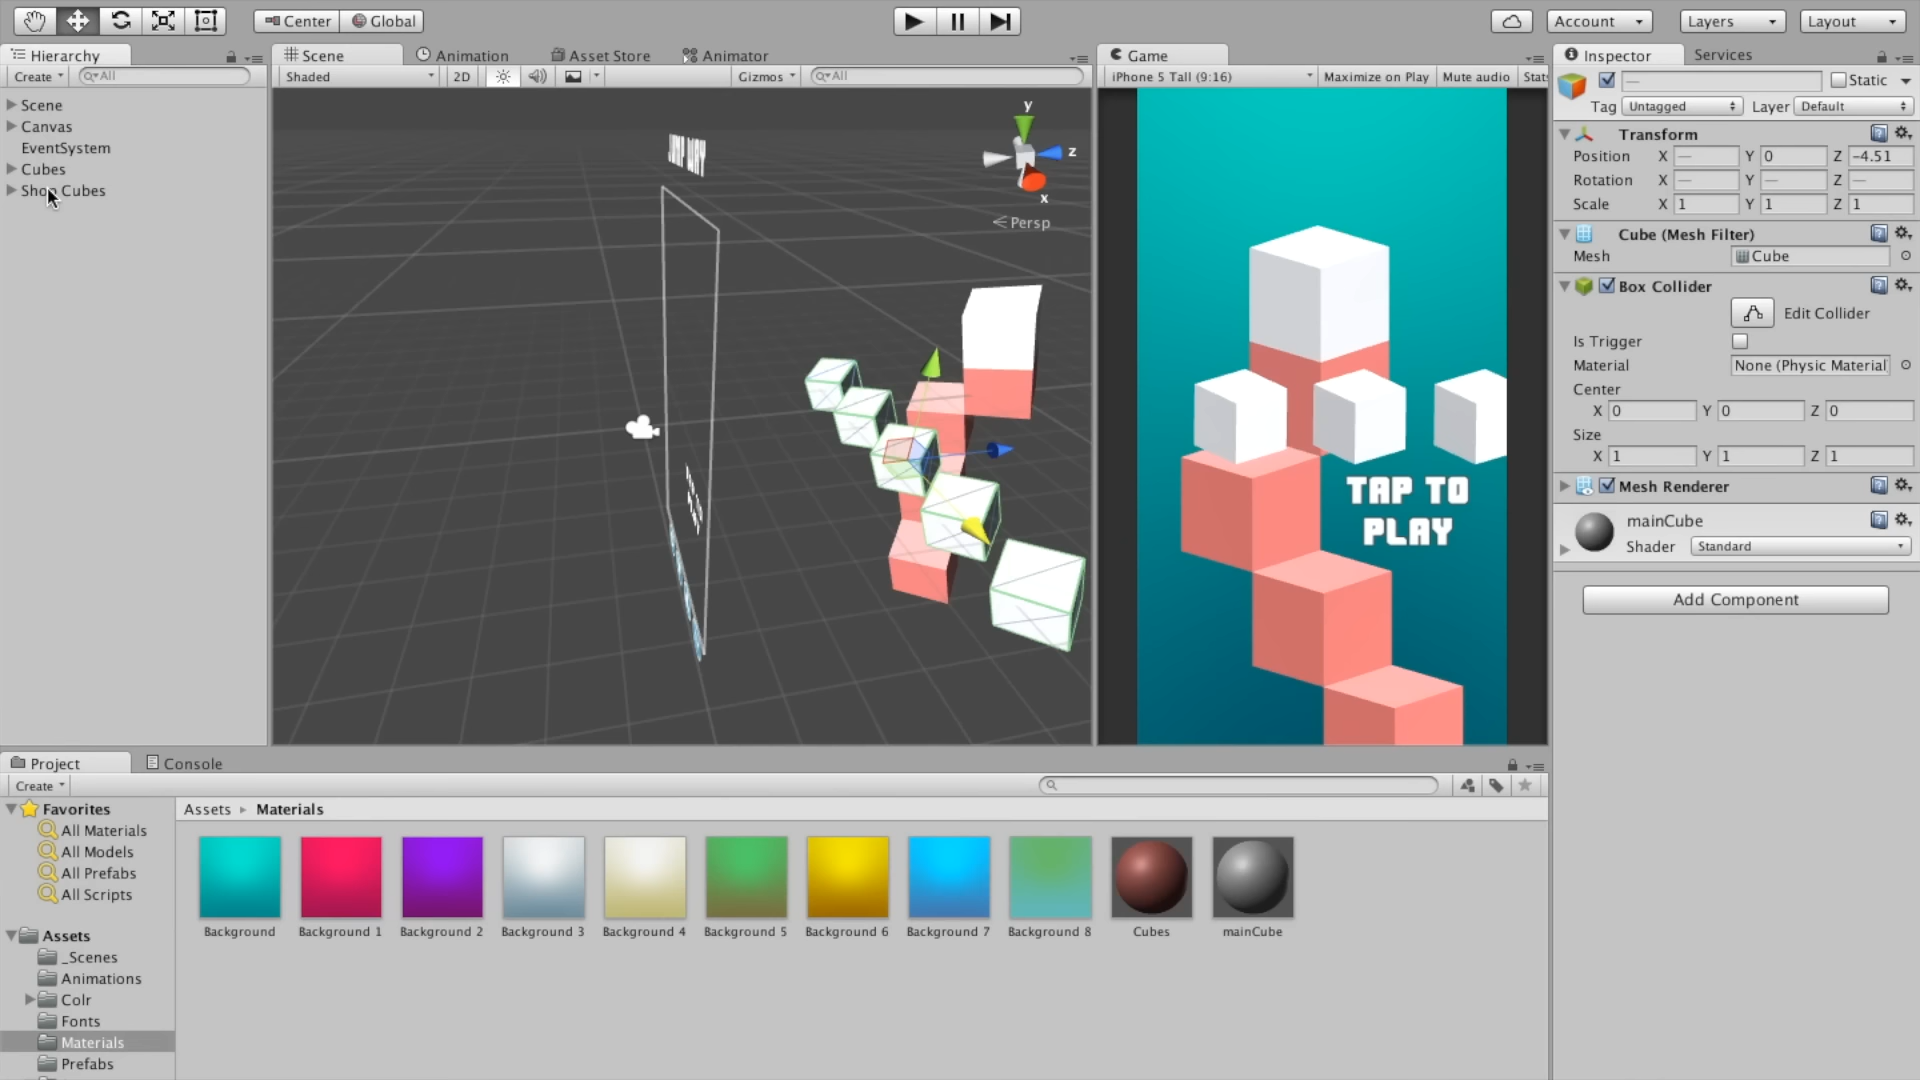 Center
Global
Account
Layers
Layout
Hierarchy
Create
All
Scene
Canvas
EventSystem
Cubes
Shop Cubes
Scene
Animation
Asset Store
Animator
Shaded
2D
Gizmos
All
y
z
x
Persp
Game
iPhone 5 Tall (9:16)
Maximize on Play
Mute audio
Stats
TAP TO
PLAY
Inspector
Services
—
Static
Tag Untagged Layer Default
Transform
Position X — Y 0 Z -4.51
Rotation X — Y — Z —
Scale X 1 Y 1 Z 1
Cube (Mesh Filter)
Mesh Cube
Box Collider
Edit Collider
Is Trigger
Material None (Physic Material)
Center
X 0 Y 0 Z 0
Size
X 1 Y 1 Z 1
Mesh Renderer
mainCube
Shader Standard
Add Component
Project
Console
Create
Favorites
All Materials
All Models
All Prefabs
All Scripts
Assets
_Scenes
Animations
Colr
Fonts
Materials
Prefabs
Assets ▸ Materials
Background
Background 1
Background 2
Background 3
Background 4
Background 5
Background 6
Background 7
Background 8
Cubes
mainCube